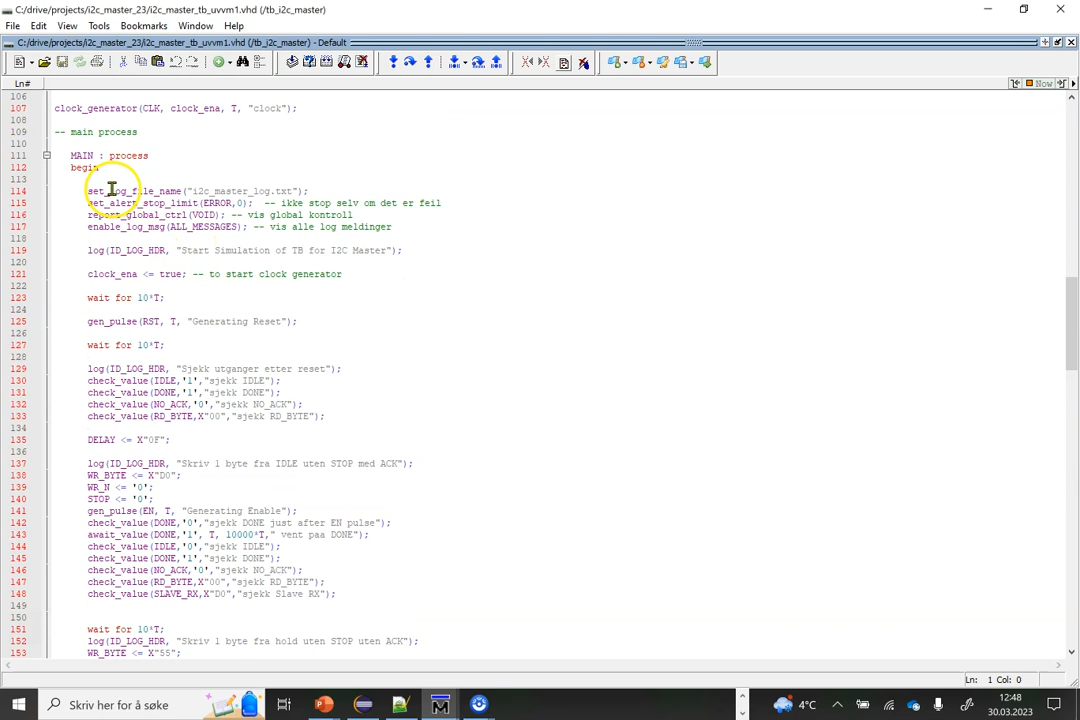 C:/drive/projects/i2c_master_23/i2c_master_tb_uvvm1.vhd (/tb_i2c_master)
File Edit View Tools Bookmarks Window Help
C:/drive/projects/i2c_master_23/i2c_master_tb_uvvm1.vhd (/tb_i2c_master) - Default
Ln# Now
106
107 clock_generator(CLK, clock_ena, T, "clock");
108
109 -- main process
110
111 MAIN : process
112 begin
113
114 set_log_file_name("i2c_master_log.txt");
115 set_alert_stop_limit(ERROR,0); -- ikke stop selv om det er feil
116 report_global_ctrl(VOID); -- vis global kontroll
117 enable_log_msg(ALL_MESSAGES); -- vis alle log meldinger
118
119 log(ID_LOG_HDR, "Start Simulation of TB for I2C Master");
120
121 clock_ena <= true; -- to start clock generator
122
123 wait for 10*T;
124
125 gen_pulse(RST, T, "Generating Reset");
126
127 wait for 10*T;
128
129 log(ID_LOG_HDR, "Sjekk utganger etter reset");
130 check_value(IDLE,'1',"sjekk IDLE");
131 check_value(DONE,'1',"sjekk DONE");
132 check_value(NO_ACK,'0',"sjekk NO_ACK");
133 check_value(RD_BYTE,X"00","sjekk RD_BYTE");
134
135 DELAY <= X"0F";
136
137 log(ID_LOG_HDR, "Skriv 1 byte fra IDLE uten STOP med ACK");
138 WR_BYTE <= X"D0";
139 WR_N <= '0';
140 STOP <= '0';
141 gen_pulse(EN, T, "Generating Enable");
142 check_value(DONE,'0',"sjekk DONE just after EN pulse");
143 await_value(DONE,'1', T, 10000*T," vent paa DONE");
144 check_value(IDLE,'0',"sjekk IDLE");
145 check_value(DONE,'1',"sjekk DONE");
146 check_value(NO_ACK,'0',"sjekk NO_ACK");
147 check_value(RD_BYTE,X"00","sjekk RD_BYTE");
148 check_value(SLAVE_RX,X"D0","sjekk Slave RX");
149
150
151 wait for 10*T;
152 log(ID_LOG_HDR, "Skriv 1 byte fra hold uten STOP uten ACK");
153 WR_BYTE <= X"55";
Ln: 1 Col: 0
Skriv her for å søke
4°C
12:48
30.03.2023